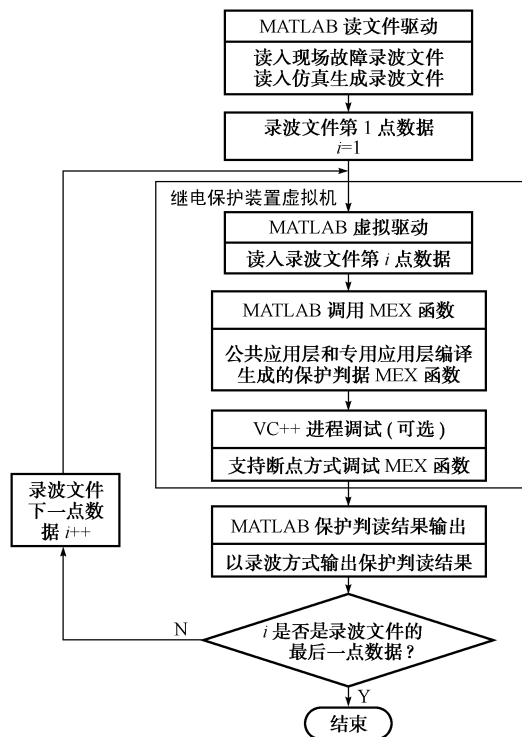 MATLAB 读文件驱动
读入现场故障录波文件
读入仿真生成录波文件
录波文件第 1 点数据
i=1
继电保护装置虚拟机
MATLAB 虚拟驱动
读入录波文件第 i 点数据
MATLAB 调用 MEX 函数
公共应用层和专用应用层编译
生成的保护判据 MEX 函数
VC++ 进程调试 ( 可选 )
支持断点方式调试 MEX 函数
录波文件
下一点数
据 i++
MATLAB 保护判读结果输出
以录波方式输出保护判读结果
N
i 是否是录波文件的
最后一点数据?
Y
结束